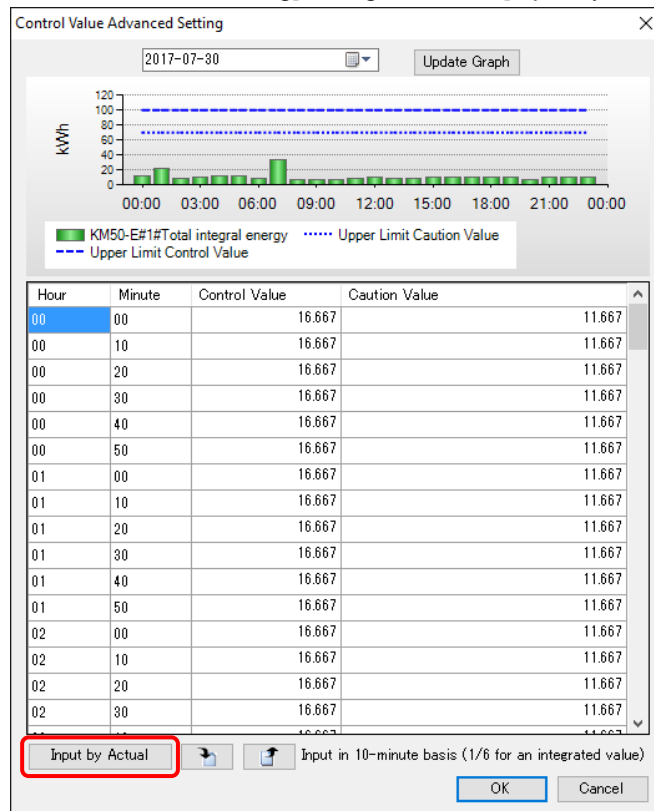 Control Value Advanced Setting
2017-07-30
Update Graph
kWh
120
100
80
60
40
20
0
00:00 03:00 06:00 09:00 12:00 15:00 18:00 21:00 00:00
KM50-E#1#Total integral energy Upper Limit Caution Value
Upper Limit Control Value
Hour Minute Control Value Caution Value
00 00 16.667 11.667
00 10 16.667 11.667
00 20 16.667 11.667
00 30 16.667 11.667
00 40 16.667 11.667
00 50 16.667 11.667
01 00 16.667 11.667
01 10 16.667 11.667
01 20 16.667 11.667
01 30 16.667 11.667
01 40 16.667 11.667
01 50 16.667 11.667
02 00 16.667 11.667
02 10 16.667 11.667
02 20 16.667 11.667
02 30 16.667 11.667
Input by Actual Input in 10-minute basis (1/6 for an integrated value)
OK Cancel